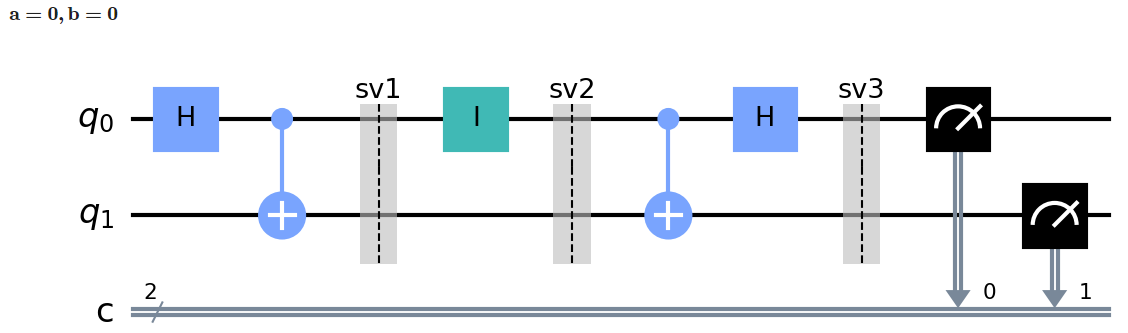 a = 0, b = 0
sv1 sv2 sv3
q0 H I H
q1
c 2 0 1